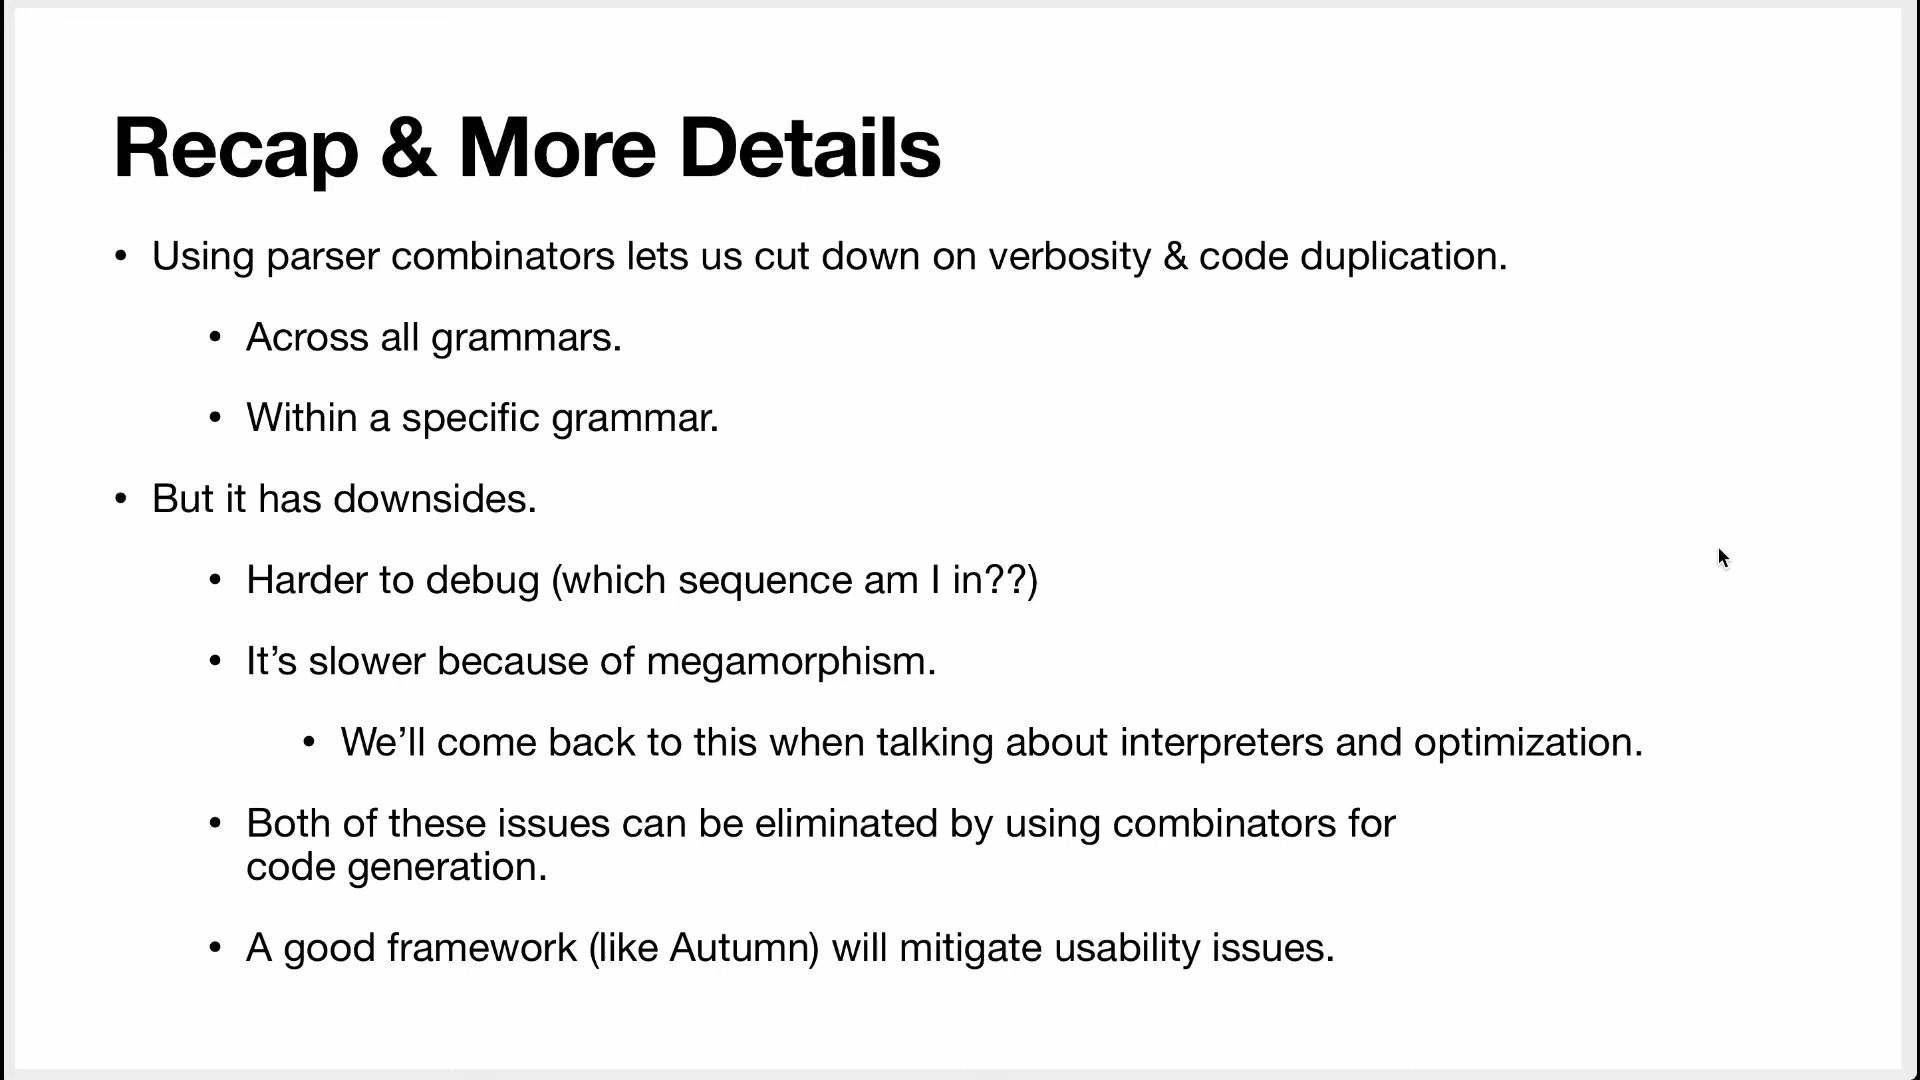 Recap & More Details
• Using parser combinators lets us cut down on verbosity & code duplication.
• Across all grammars.
• Within a specific grammar.
• But it has downsides.
• Harder to debug (which sequence am I in??)
• It’s slower because of megamorphism.
• We’ll come back to this when talking about interpreters and optimization.
• Both of these issues can be eliminated by using combinators for
code generation.
• A good framework (like Autumn) will mitigate usability issues.